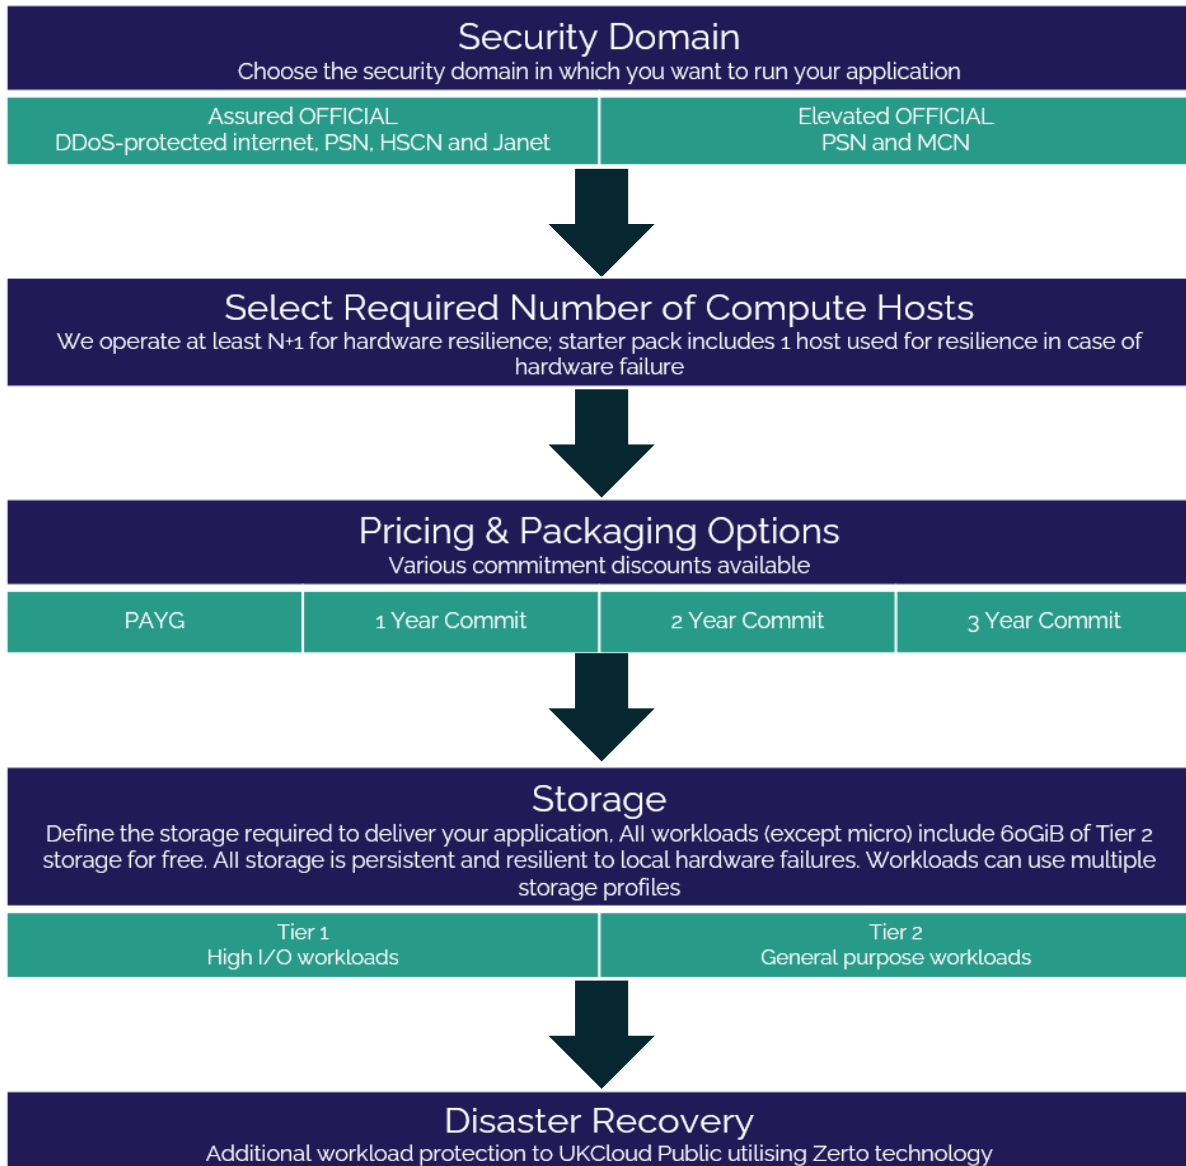 Security Domain
Choose the security domain in which you want to run your application
Assured OFFICIAL
DDoS-protected internet, PSN, HSCN and Janet
Elevated OFFICIAL
PSN and MCN
Select Required Number of Compute Hosts
We operate at least N+1 for hardware resilience; starter pack includes 1 host used for resilience in case of
hardware failure
Pricing & Packaging Options
Various commitment discounts available
PAYG
1 Year Commit
2 Year Commit
3 Year Commit
Storage
Define the storage required to deliver your application, All workloads (except micro) include 60GiB of Tier 2
storage for free. All storage is persistent and resilient to local hardware failures. Workloads can use multiple
storage profiles
Tier 1
High I/O workloads
Tier 2
General purpose workloads
Disaster Recovery
Additional workload protection to UKCloud Public utilising Zerto technology